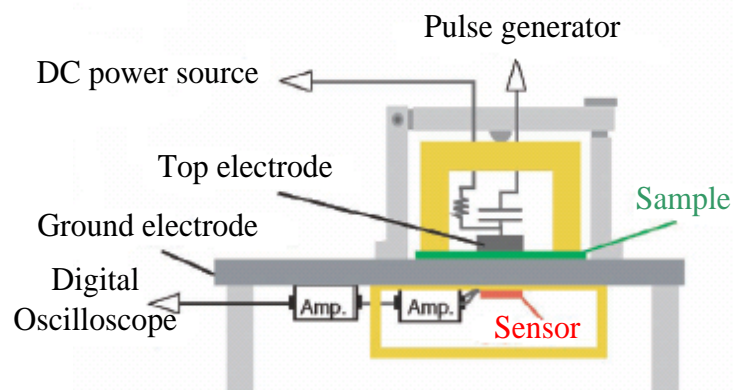 Pulse generator
DC power source
Top electrode
Sample
Ground electrode
Digital
Oscilloscope
Amp.
Amp.
Sensor